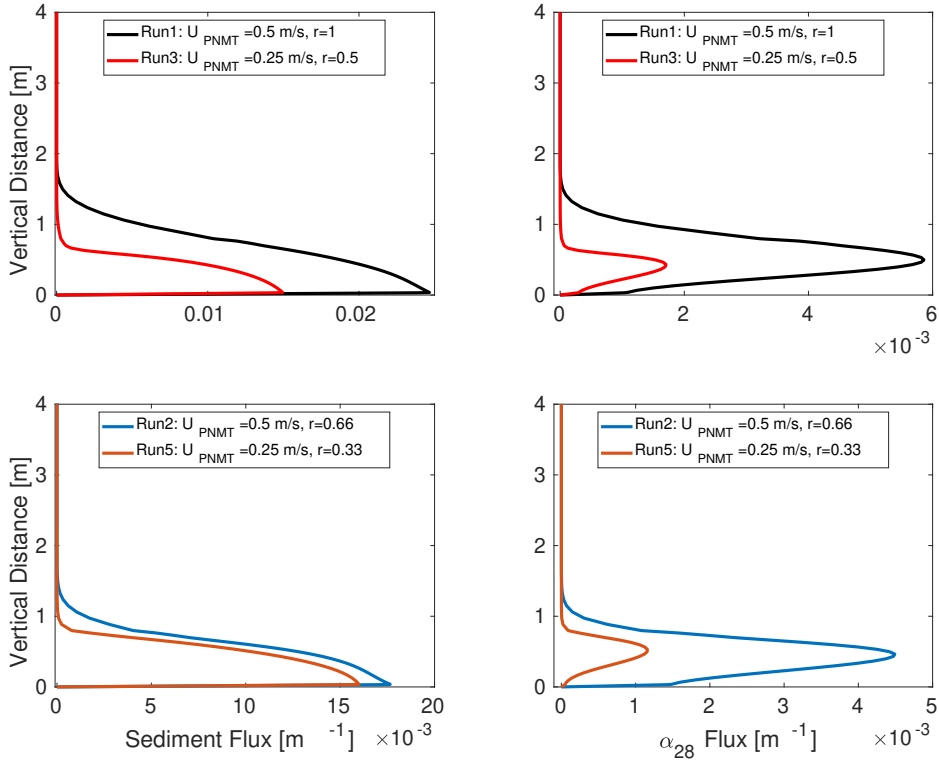 4
3
2
1
0
Vertical Distance [m]
Run1: U PNMT =0.5 m/s, r=1
Run3: U PNMT =0.25 m/s, r=0.5
0 0.01 0.02
4
3
2
1
0
Vertical Distance [m]
Run1: U PNMT =0.5 m/s, r=1
Run3: U PNMT =0.25 m/s, r=0.5
0 2 4 6
×10⁻³
4
3
2
1
0
Vertical Distance [m]
Run2: U PNMT =0.5 m/s, r=0.66
Run5: U PNMT =0.25 m/s, r=0.33
0 5 10 15 20
Sediment Flux [m ⁻¹] ×10⁻³
4
3
2
1
0
Vertical Distance [m]
Run2: U PNMT =0.5 m/s, r=0.66
Run5: U PNMT =0.25 m/s, r=0.33
0 1 2 3 4 5
α₂₈ Flux [m ⁻¹] ×10⁻³